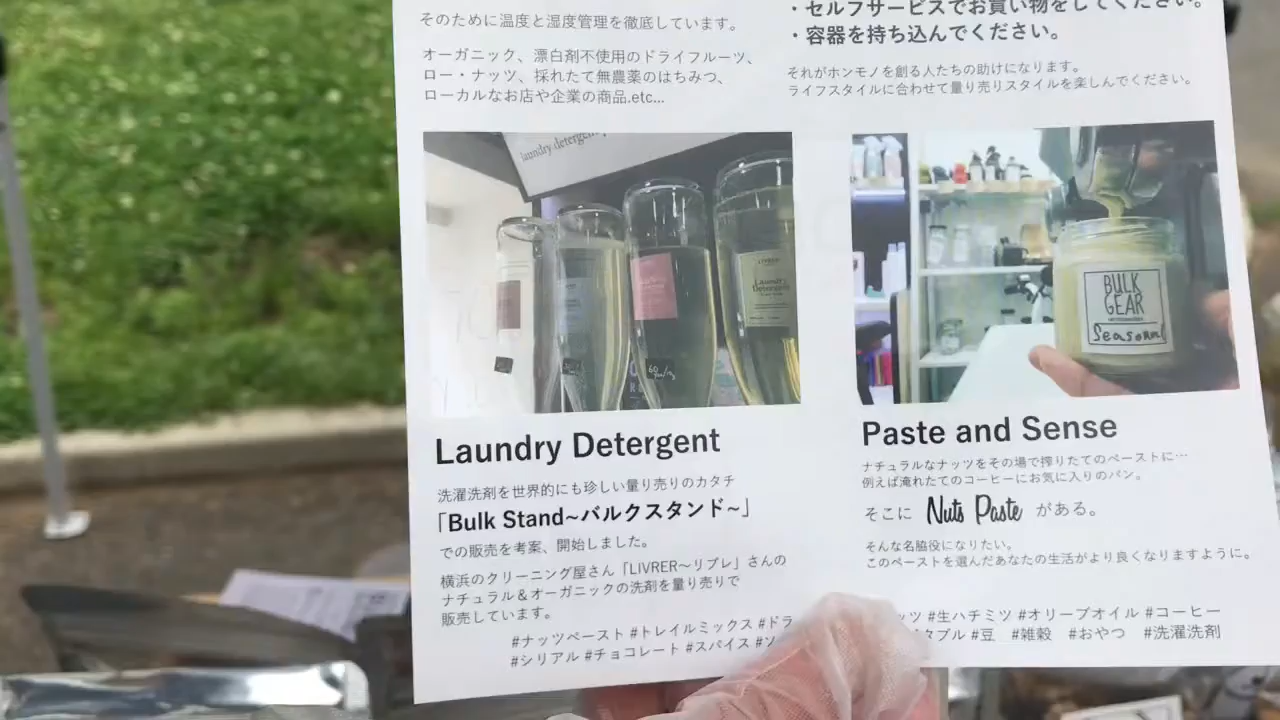 そのために温度と湿度管理を徹底しています。
オーガニック、漂白剤不使用のドライフルーツ、
ロー・ナッツ、採れたて無農薬のはちみつ、
ローカルなお店や企業の商品.etc...
・セルフサービスでお買い物をしてください。
・容器を持ち込んでください。
それがホンモノを創る人たちの助けになります。
ライフスタイルに合わせて量り売りスタイルを楽しんでください。
laundry detergent
Laundry
Detergent
BULK
GEAR
Seasonal
Laundry Detergent
洗濯洗剤を世界的にも珍しい量り売りのカタチ
「Bulk Stand~バルクスタンド~」
での販売を考案、開始しました。
横浜のクリーニング屋さん「LIVRER〜リブレ」さんの
ナチュラル&オーガニックの洗剤を量り売りで
販売しています。
Paste and Sense
ナチュラルなナッツをその場で搾りたてのペーストに…
例えば淹れたてのコーヒーにお気に入りのパン。
そこに Nuts Paste がある。
そんな名脇役になりたい。
このペーストを選んだあなたの生活がより良くなりますように。
#ナッツペースト #トレイルミックス #ドラ
ッツ #生ハチミツ #オリーブオイル #コーヒー
#シリアル #チョコレート #スパイス
タブル #豆 #雑穀 #おやつ #洗濯洗剤